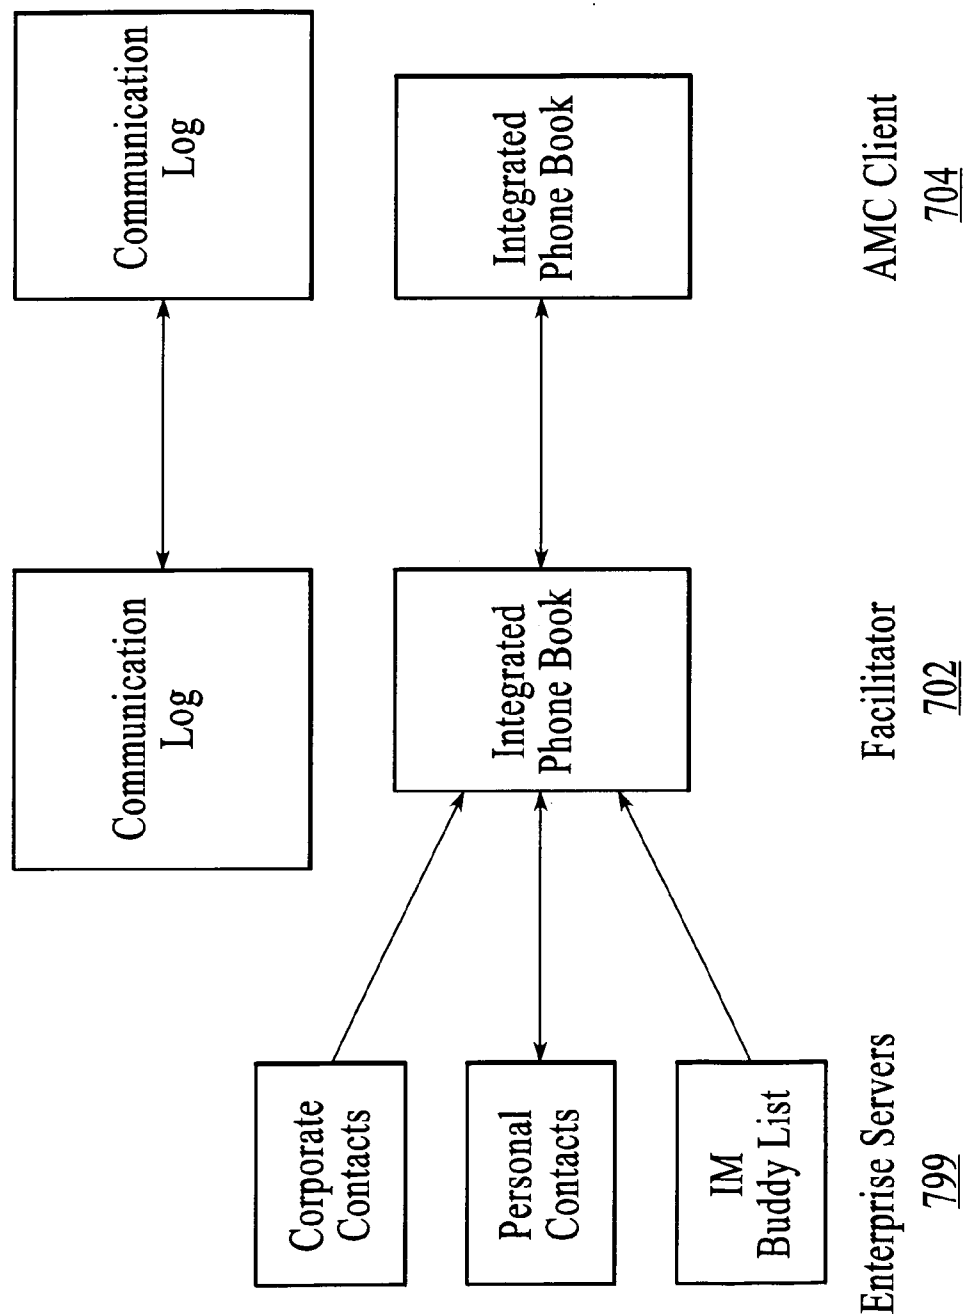 Communication
Log
Communication
Log
Corporate
Contacts
Personal
Contacts
IM
Buddy List
Integrated
Phone Book
Integrated
Phone Book
Enterprise Servers
799
Facilitator
702
AMC Client
704